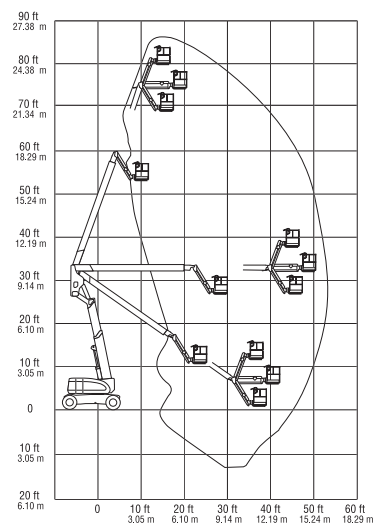 90 ft
27.38 m
80 ft
24.38 m
70 ft
21.34 m
60 ft
18.29 m
50 ft
15.24 m
40 ft
12.19 m
30 ft
9.14 m
20 ft
6.10 m
10 ft
3.05 m
0
10 ft
3.05 m
20 ft
6.10 m
0 10 ft 20 ft 30 ft 40 ft 50 ft 60 ft
3.05 m 6.10 m 9.14 m 12.19 m 15.24 m 18.29 m